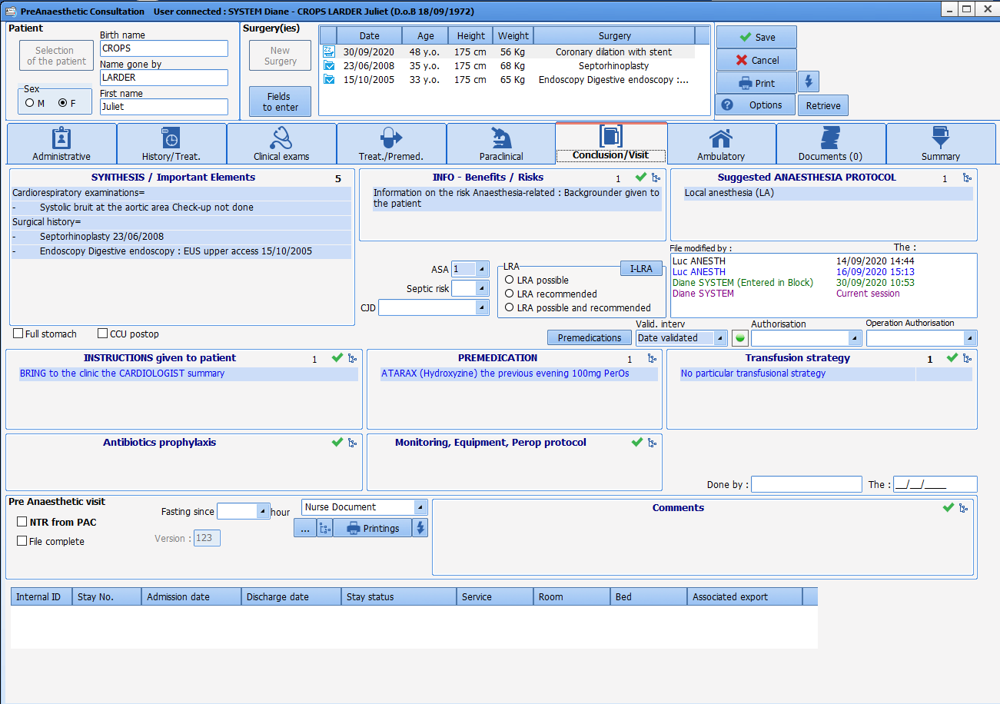 PreAnaesthetic Consultation User connected : SYSTEM Diane - CROPS LARDER Juliet (D.o.B 18/09/1972)
Patient
Selection
of the patient
Sex
M F
Birth name
CROPS
Name gone by
LARDER
First name
Juliet
Surgery(ies)
New
Surgery
Fields
to enter
Date Age Height Weight Surgery
30/09/2020 48 y.o. 175 cm 56 Kg Coronary dilation with stent
23/06/2008 35 y.o. 175 cm 68 Kg Septorhinoplasty
15/10/2005 33 y.o. 175 cm 65 Kg Endoscopy Digestive endoscopy :...
Save
Cancel
Print
Options
Retrieve
Administrative
History/Treat.
Clinical exams
Treat./Premed.
Paraclinical
Conclusion/Visit
Ambulatory
Documents (0)
Summary
SYNTHESIS / Important Elements 5
Cardiorespiratory examinations=
- Systolic bruit at the aortic area Check-up not done
Surgical history=
- Septorhinoplasty 23/06/2008
- Endoscopy Digestive endoscopy : EUS upper access 15/10/2005
INFO - Benefits / Risks 1
Information on the risk Anaesthesia-related : Backgrounder given to
the patient
Suggested ANAESTHESIA PROTOCOL 1
Local anesthesia (LA)
ASA 1
Septic risk
CJD
LRA
I-LRA
LRA possible
LRA recommended
LRA possible and recommended
File modified by : The :
Luc ANESTH 14/09/2020 14:44
Luc ANESTH 16/09/2020 15:13
Diane SYSTEM (Entered in Block) 30/09/2020 10:53
Diane SYSTEM Current session
Full stomach CCU postop
Premedications
Valid. interv
Date validated
Authorisation
Operation Authorisation
INSTRUCTIONS given to patient 1
BRING to the clinic the CARDIOLOGIST summary
PREMEDICATION 1
ATARAX (Hydroxyzine) the previous evening 100mg PerOs
Transfusion strategy 1
No particular transfusional strategy
Antibiotics prophylaxis
Monitoring, Equipment, Perop protocol
Done by : The : __/__/____
Pre Anaesthetic visit
NTR from PAC
File complete
Fasting since hour
Version : 123
Nurse Document
... Printings
Comments
Internal ID Stay No. Admission date Discharge date Stay status Service Room Bed Associated export